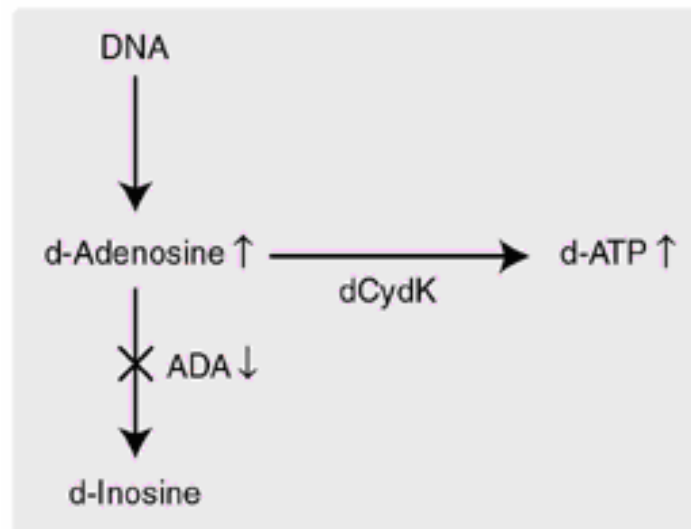 DNA
d-Adenosine ↑
d-ATP ↑
dCydK
ADA ↓
d-Inosine